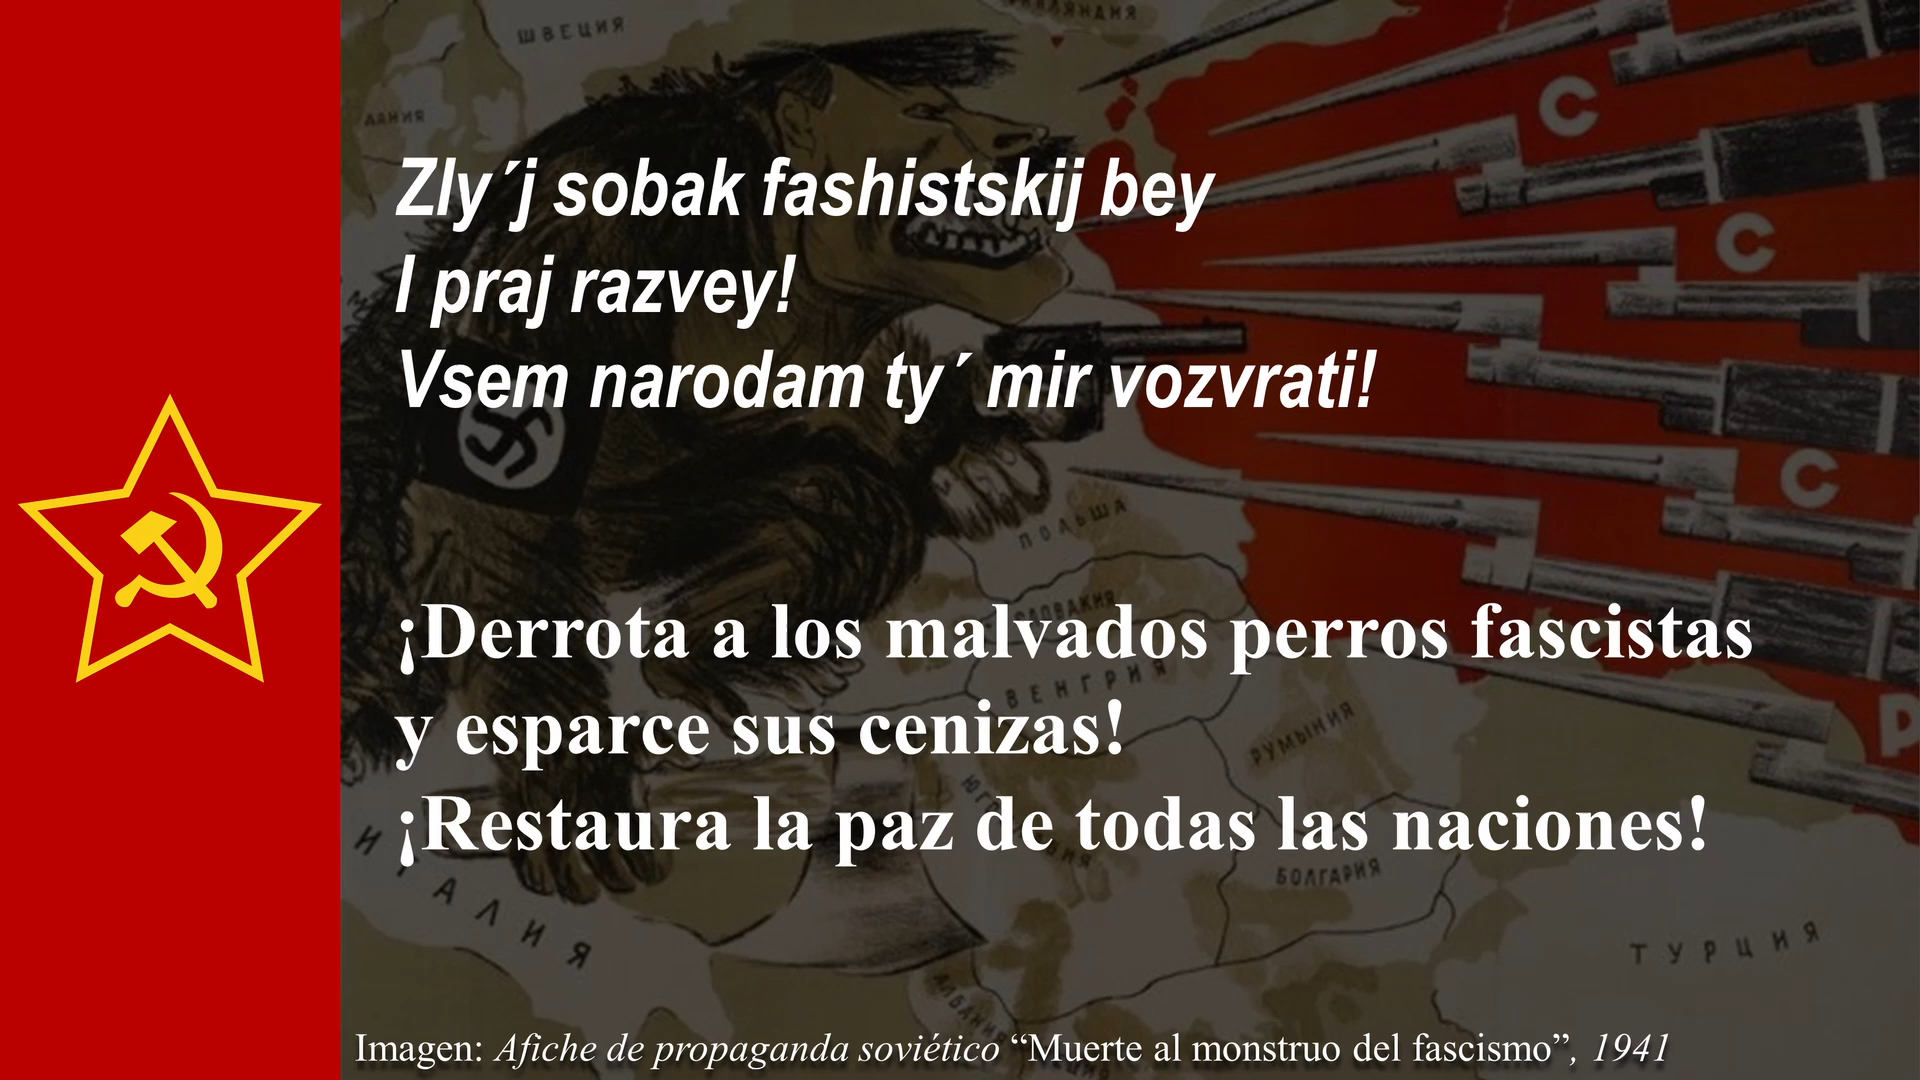 ШВЕЦИЯ
ДАНИЯ
С
Zly´j sobak fashistskij bey
С
I praj razvey!
Vsem narodam ty´ mir vozvrati!
С
ПОЛЬША
¡Derrota a los malvados perros fascistas
ВЕНГРИЯ
y esparce sus cenizas!
РУМЫНИЯ
Р
¡Restaura la paz de todas las naciones!
ИТАЛИЯ
БОЛГАРИЯ
ТУРЦИЯ
АЛБАНИЯ
Imagen: Afiche de propaganda soviético “Muerte al monstruo del fascismo”, 1941